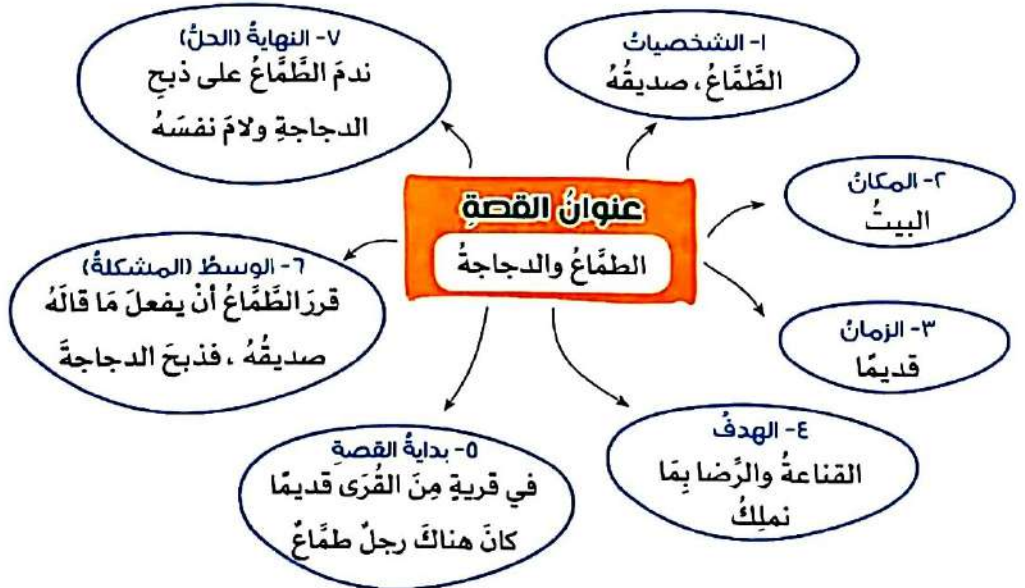 عنوانُ القصةِ
الطمَّاعُ والدجاجةُ
١- الشخصياتُ
الطَّمَّاعُ، صديقُهُ
٢- المكانُ
البيتُ
٣- الزمانُ
قديمًا
٤- الهدفُ
القناعةُ والرِّضا بِمَا
نملِكُ
٥- بدايةُ القصةِ
في قريةٍ مِنَ القُرَى قديمًا
كانَ هناكَ رجلٌ طمَّاعٌ
٦- الوسطُ (المشكلةُ)
قررَ الطَّمَّاعُ أنْ يفعلَ مَا قالَهُ
صديقُهُ ، فذبحَ الدجاجةَ
٧- النهايةُ (الحلُّ)
ندمَ الطَّمَّاعُ على ذبحِ
الدجاجةِ ولامَ نفسَهُ